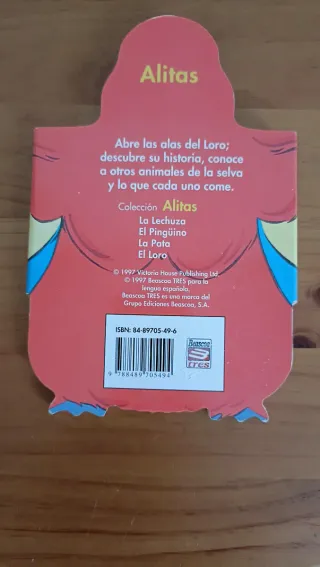 Alitas
Abre las alas del Loro;
descubre su historia, conoce
a otros animales de la selva
y lo que cada uno come.
Colección Alitas
La Lechuza
El Pingüino
La Pata
El Loro
© 1997 Victoria House Publishing Ltd
© 1997 Beascoa TRES para la
lengua española.
Beascoa TRES es una marca del
Grupo Ediciones Beascoa, S.A.
ISBN: 84-89705-49-6
9 788489 705494
Beascoa
TRES